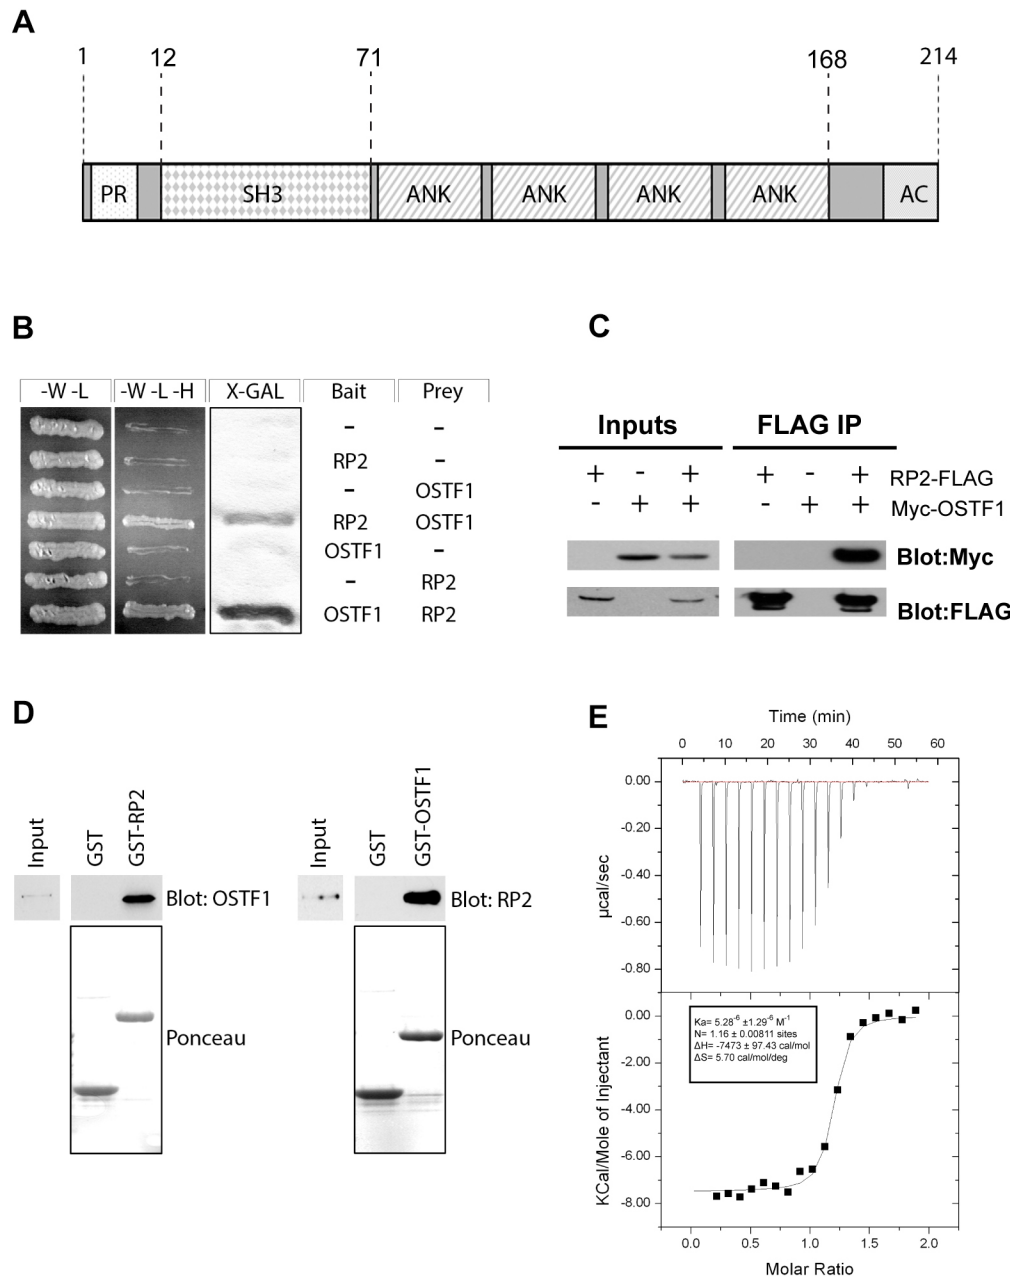 A
1 12 71 168 214
PR SH3 ANK ANK ANK ANK AC
B
-W -L -W -L -H X-GAL Bait Prey
- -
RP2 -
- OSTF1
RP2 OSTF1
OSTF1 -
- RP2
OSTF1 RP2
C
Inputs FLAG IP
+ - + + - + RP2-FLAG
- + + - + + Myc-OSTF1
Blot:Myc
Blot:FLAG
D
Input GST GST-RP2
Blot: OSTF1
Ponceau
Input GST GST-OSTF1
Blot: RP2
Ponceau
E
Time (min)
0 10 20 30 40 50 60
0.00
-0.20
-0.40
-0.60
-0.80
µcal/sec
0.00
-2.00
-4.00
-6.00
-8.00
KCal/Mole of Injectant
Ka= 5.28⁻⁶ ±1.29⁻⁶ M⁻¹
N= 1.16 ± 0.00811 sites
ΔH= -7473 ± 97.43 cal/mol
ΔS= 5.70 cal/mol/deg
0.0 0.5 1.0 1.5 2.0
Molar Ratio